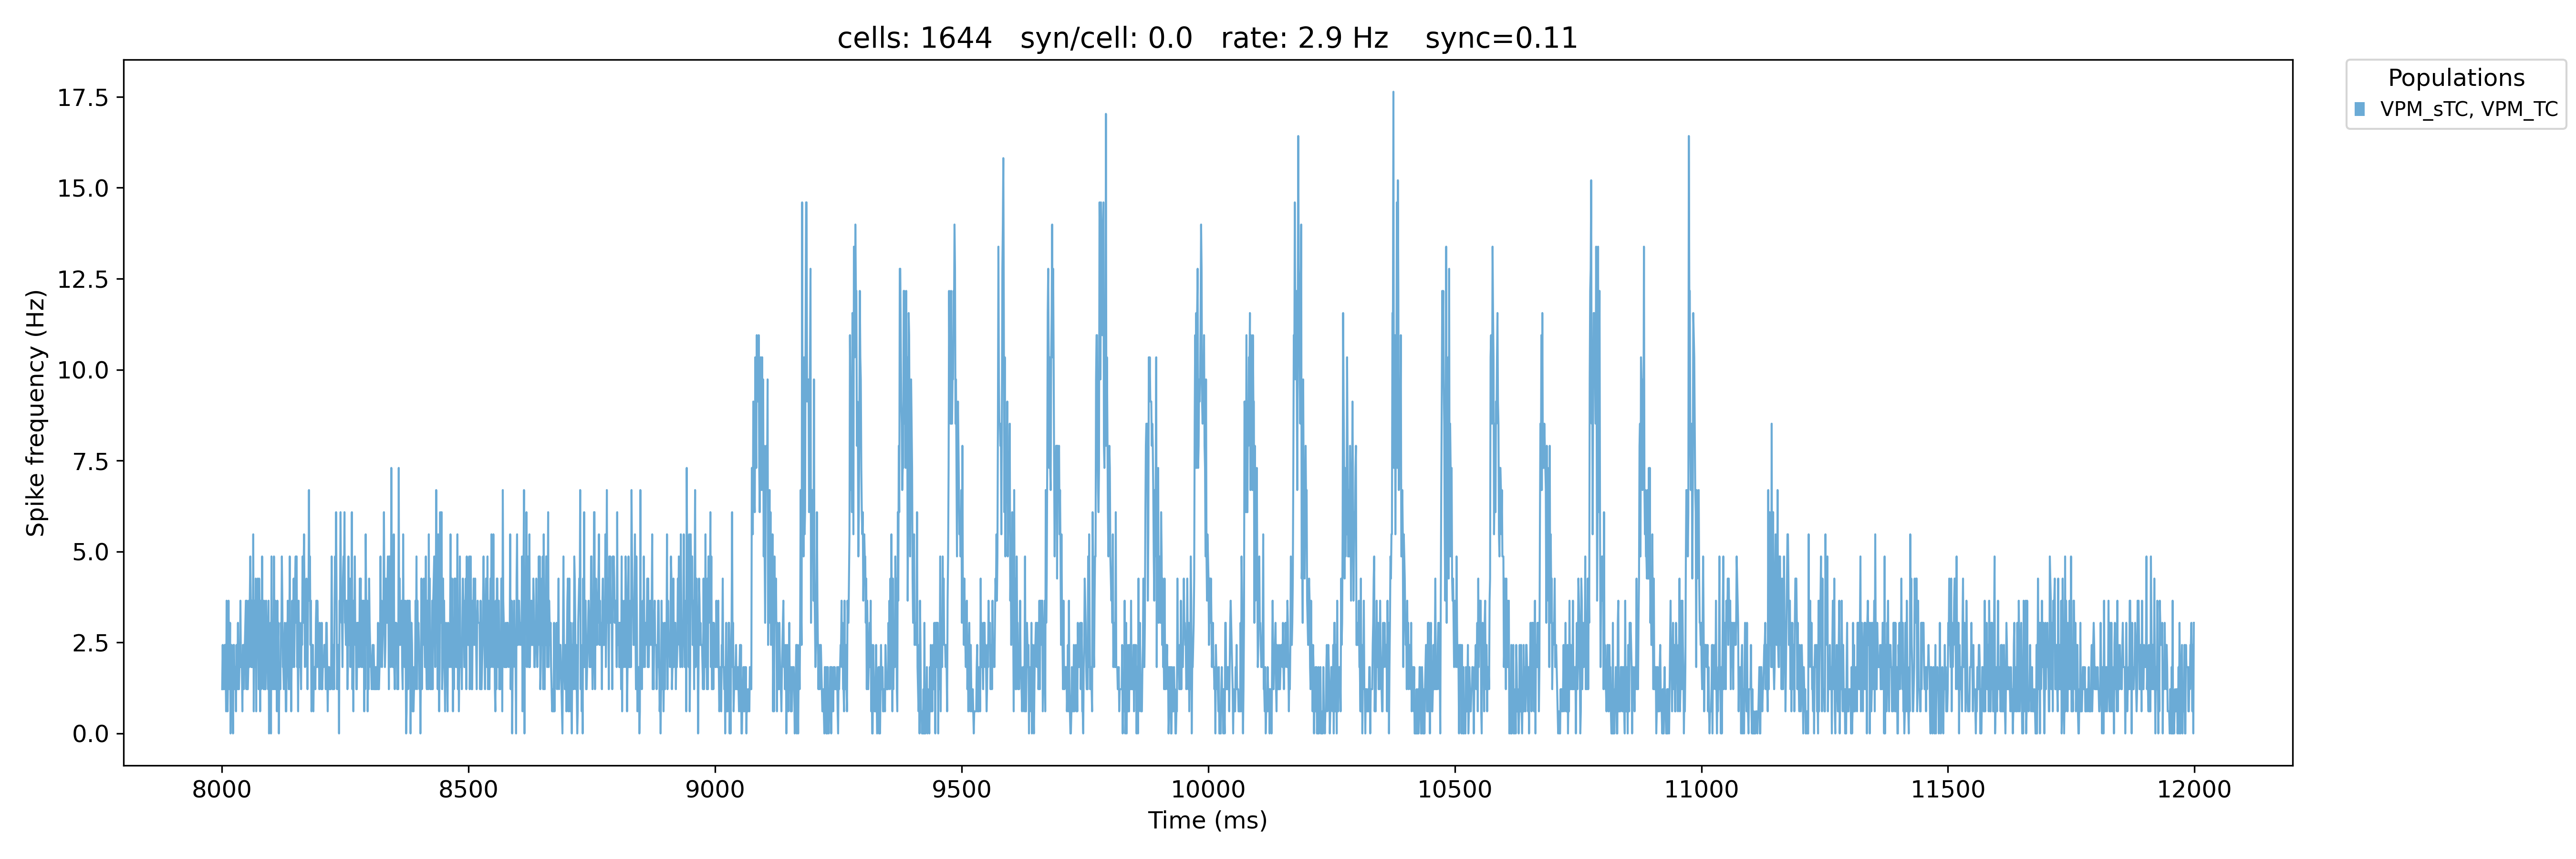 cells: 1644 syn/cell: 0.0 rate: 2.9 Hz sync=0.11
Populations
VPM_sTC, VPM_TC
Spike frequency (Hz)
17.5
15.0
12.5
10.0
7.5
5.0
2.5
0.0
8000 8500 9000 9500 10000 10500 11000 11500 12000
Time (ms)